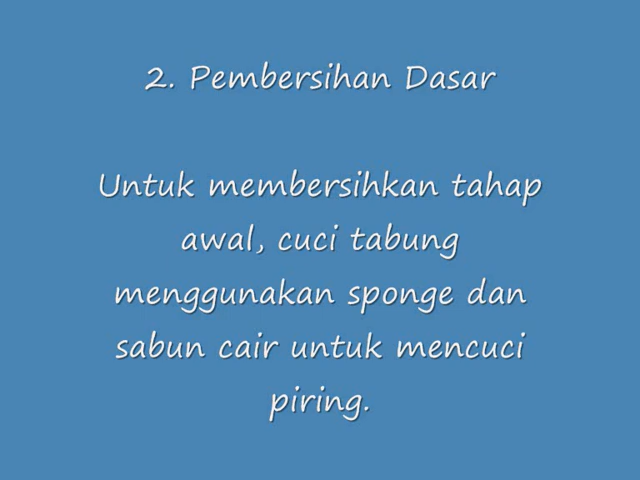 2. Pembersihan Dasar
Untuk membersihkan tahap
awal, cuci tabung
menggunakan sponge dan
sabun cair untuk mencuci
piring.